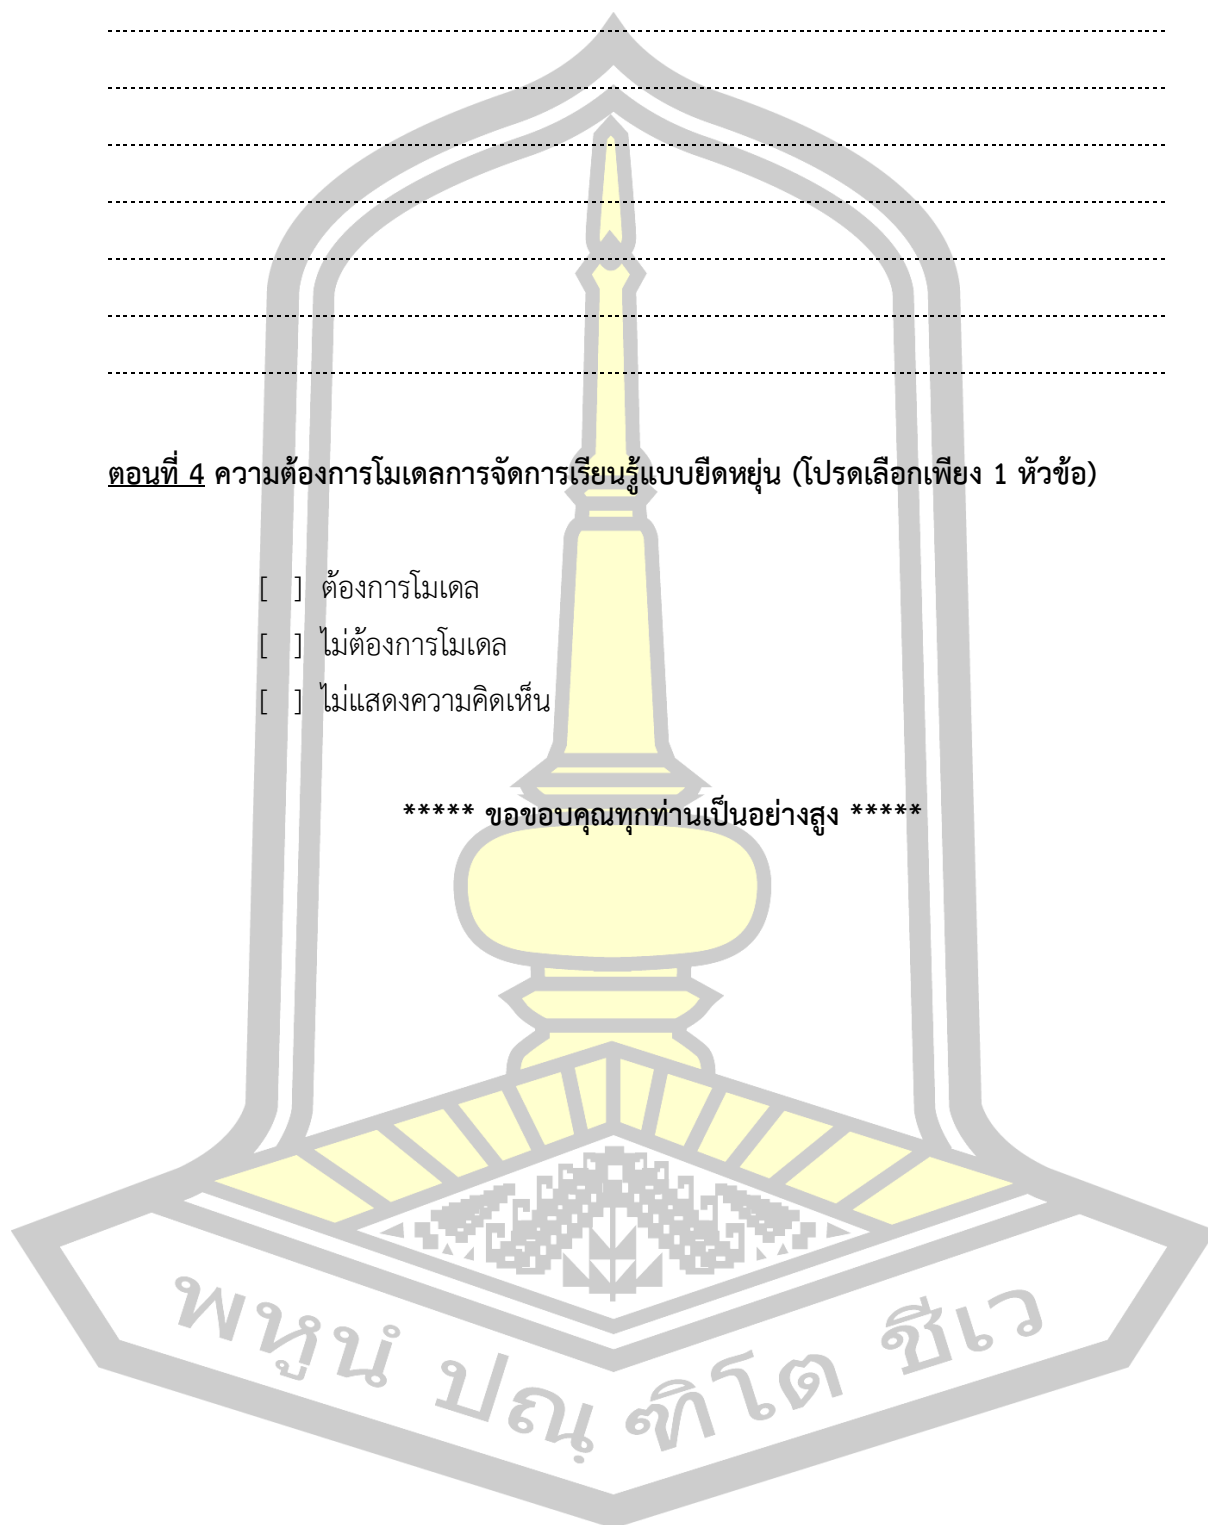 ตอนที่ 4 ความต้องการโมเดลการจัดการเรียนรู้แบบยืดหยุ่น (โปรดเลือกเพียง 1 หัวข้อ)
[ ] ต้องการโมเดล
[ ] ไม่ต้องการโมเดล
[ ] ไม่แสดงความคิดเห็น
***** ขอขอบคุณทุกท่านเป็นอย่างสูง *****
พหูนํ ปณฺฑิโต ชีเว